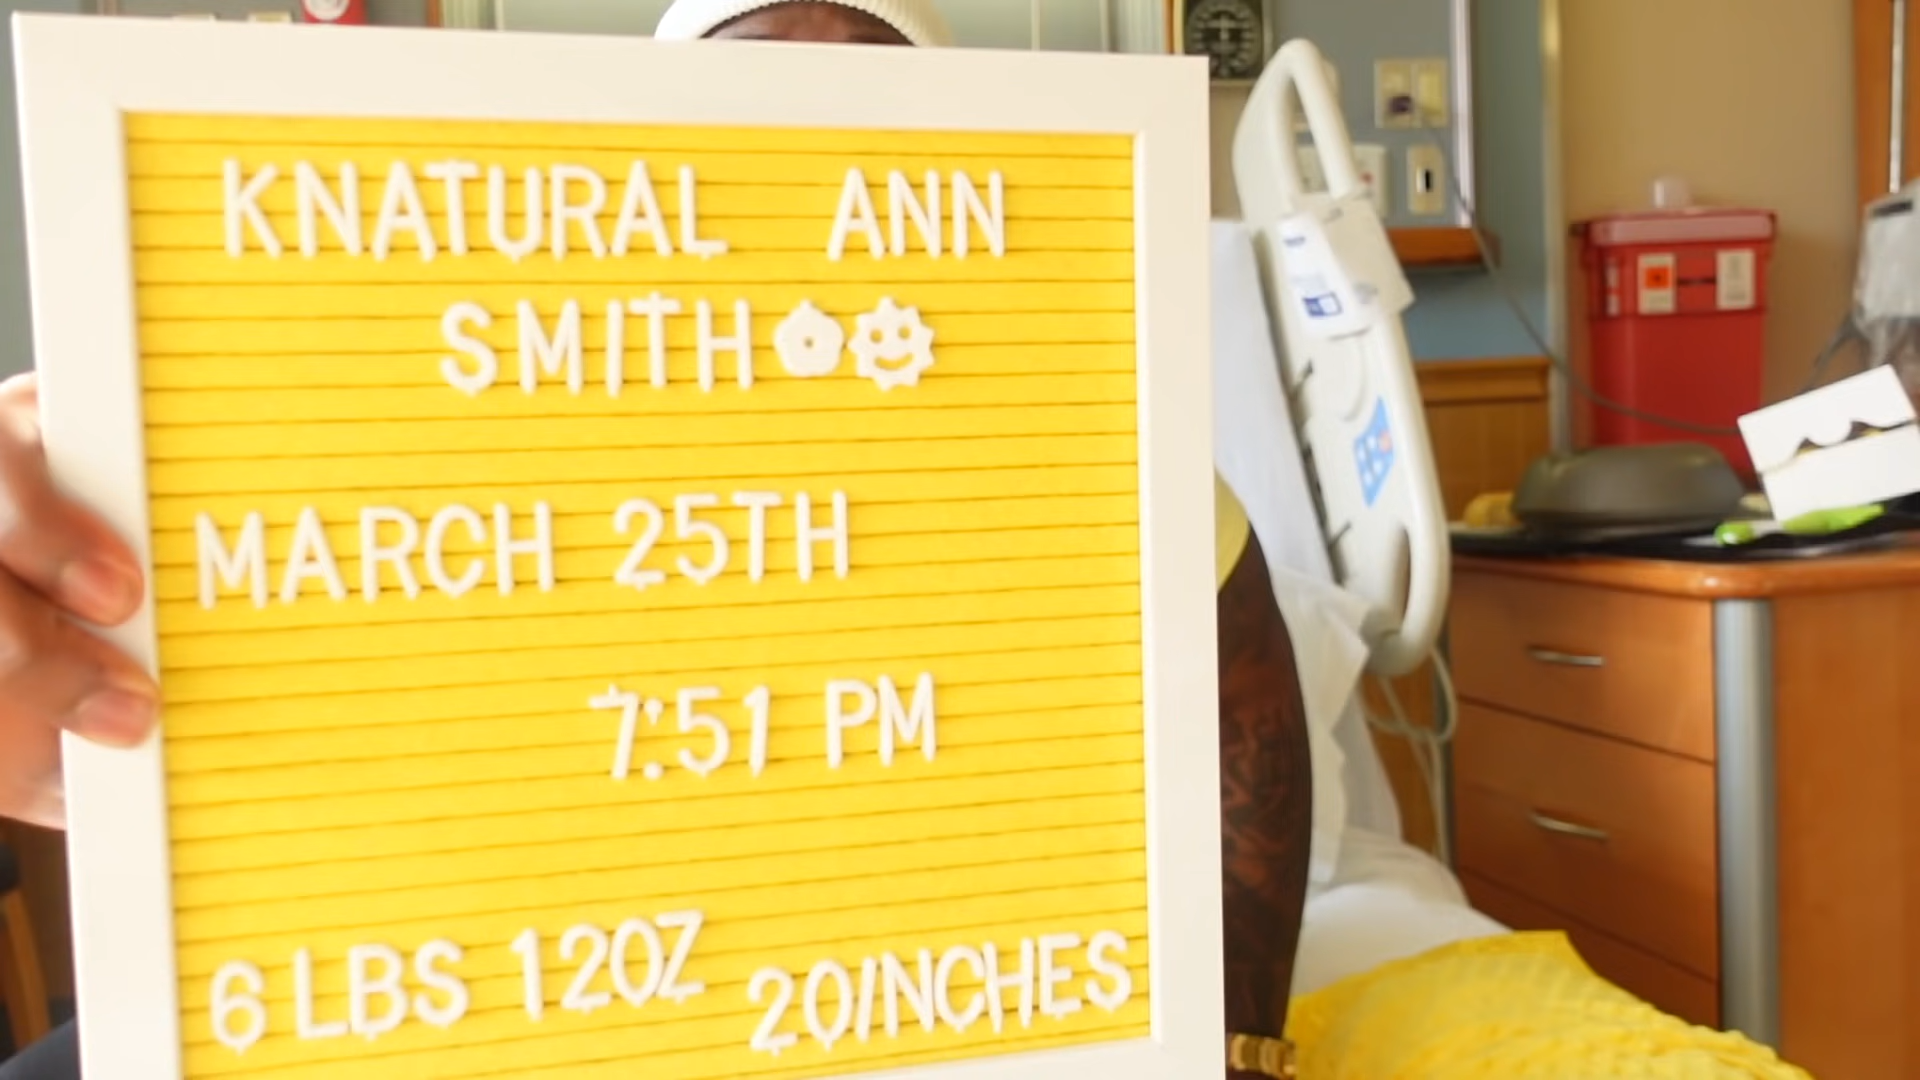 KNATURAL ANN
SMITH
MARCH 25TH
7:51 PM
6 LBS 12OZ 20INCHES